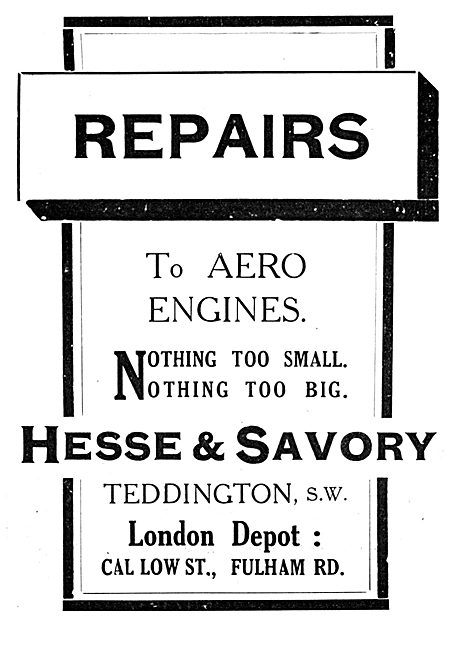 REPAIRS
To AERO
ENGINES.
NOTHING TOO SMALL.
NOTHING TOO BIG.
HESSE & SAVORY
TEDDINGTON, S.W.
London Depot :
CAL LOW ST., FULHAM RD.